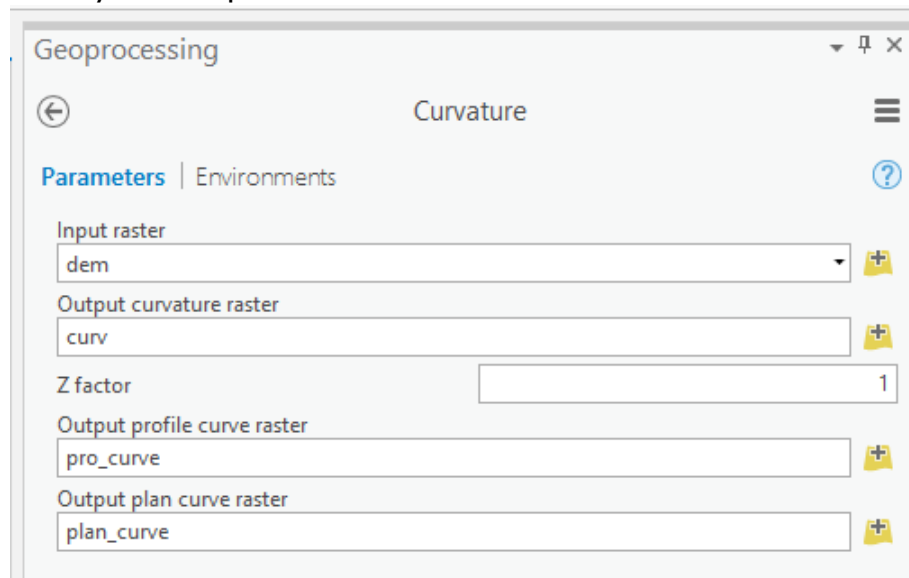 Geoprocessing
Curvature
Parameters | Environments
Input raster
dem
Output curvature raster
curv
Z factor 1
Output profile curve raster
pro_curve
Output plan curve raster
plan_curve